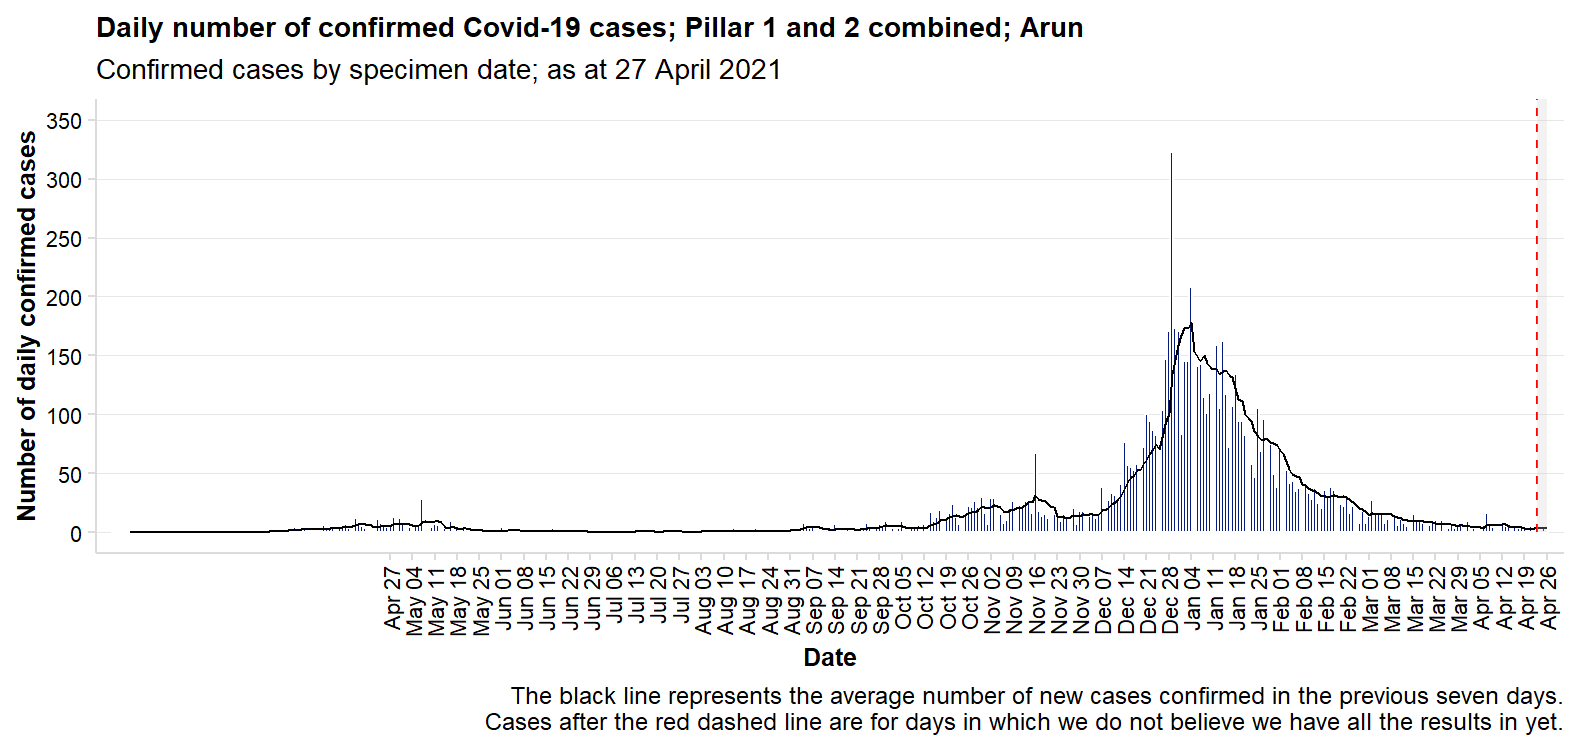 Daily number of confirmed Covid-19 cases; Pillar 1 and 2 combined; Arun
Confirmed cases by specimen date; as at 27 April 2021
Number of daily confirmed cases
350
300
250
200
150
100
50
0
Apr 27
May 04
May 11
May 18
May 25
Jun 01
Jun 08
Jun 15
Jun 22
Jun 29
Jul 06
Jul 13
Jul 20
Jul 27
Aug 03
Aug 10
Aug 17
Aug 24
Aug 31
Sep 07
Sep 14
Sep 21
Sep 28
Oct 05
Oct 12
Oct 19
Oct 26
Nov 02
Nov 09
Nov 16
Nov 23
Nov 30
Dec 07
Dec 14
Dec 21
Dec 28
Jan 04
Jan 11
Jan 18
Jan 25
Feb 01
Feb 08
Feb 15
Feb 22
Mar 01
Mar 08
Mar 15
Mar 22
Mar 29
Apr 05
Apr 12
Apr 19
Apr 26
Date
The black line represents the average number of new cases confirmed in the previous seven days.
Cases after the red dashed line are for days in which we do not believe we have all the results in yet.